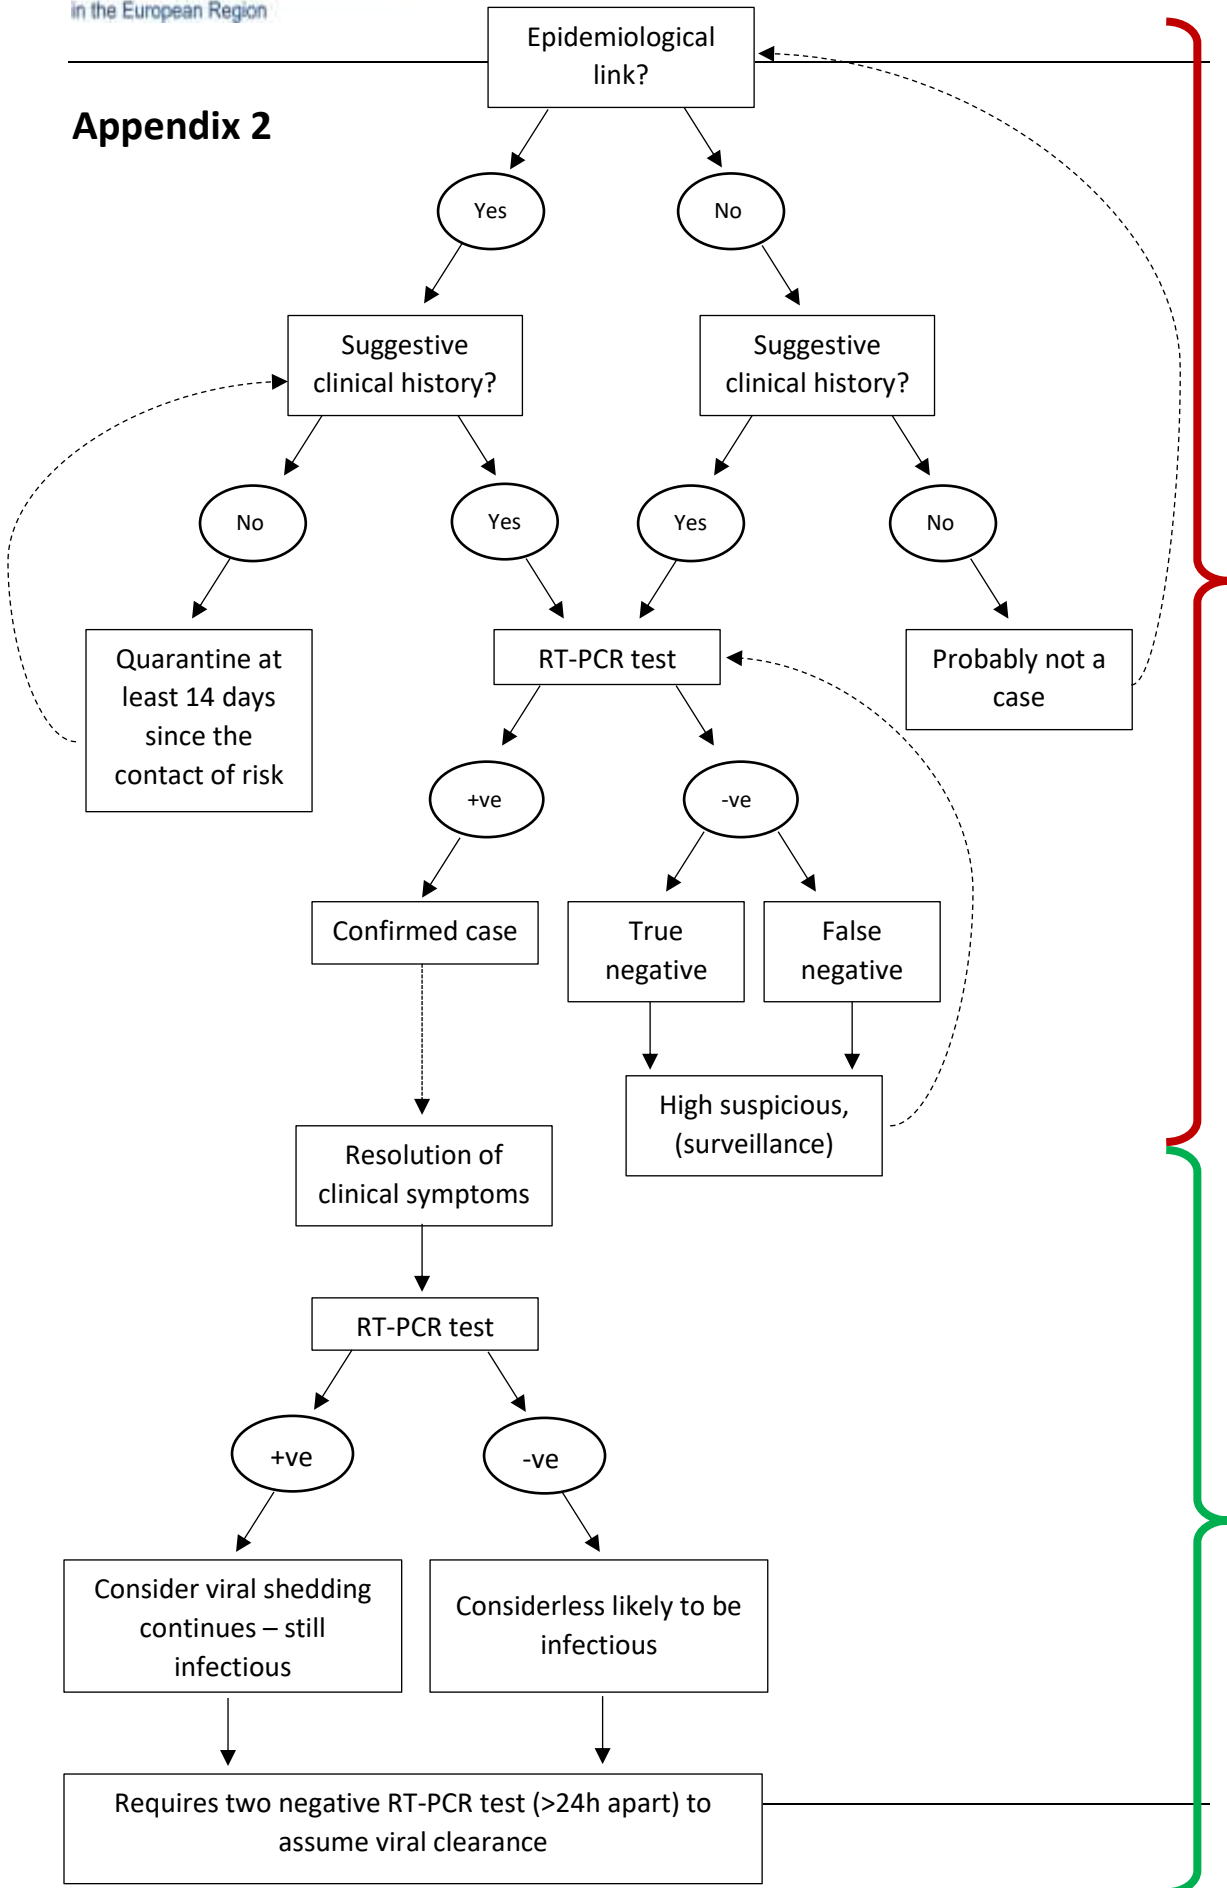 in the European Region
Epidemiological
link?
Appendix 2
Yes
No
Suggestive
clinical history?
Suggestive
clinical history?
No
Yes
Yes
No
Quarantine at
least 14 days
since the
contact of risk
RT-PCR test
Probably not a
case
+ve
-ve
Confirmed case
True
negative
False
negative
High suspicious,
(surveillance)
Resolution of
clinical symptoms
RT-PCR test
+ve
-ve
Consider viral shedding
continues – still
infectious
Considerless likely to be
infectious
Requires two negative RT-PCR test (>24h apart) to
assume viral clearance